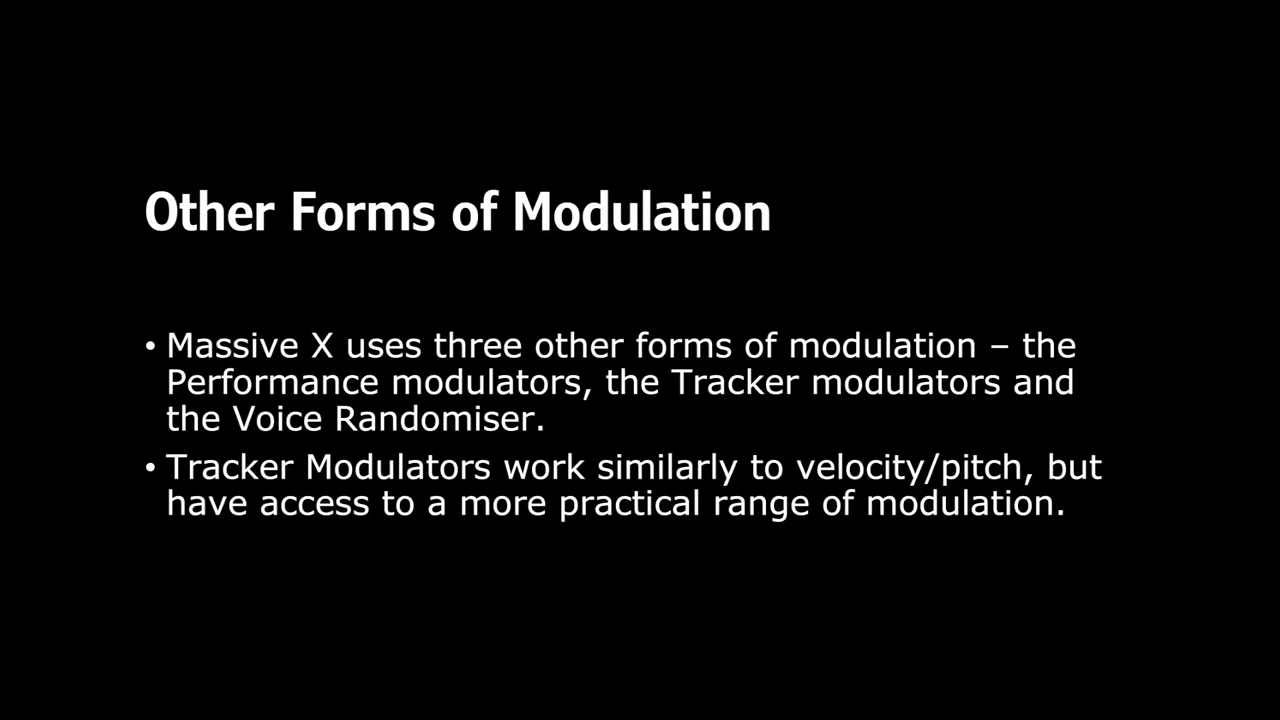 Other Forms of Modulation
• Massive X uses three other forms of modulation – the
Performance modulators, the Tracker modulators and
the Voice Randomiser.
• Tracker Modulators work similarly to velocity/pitch, but
have access to a more practical range of modulation.